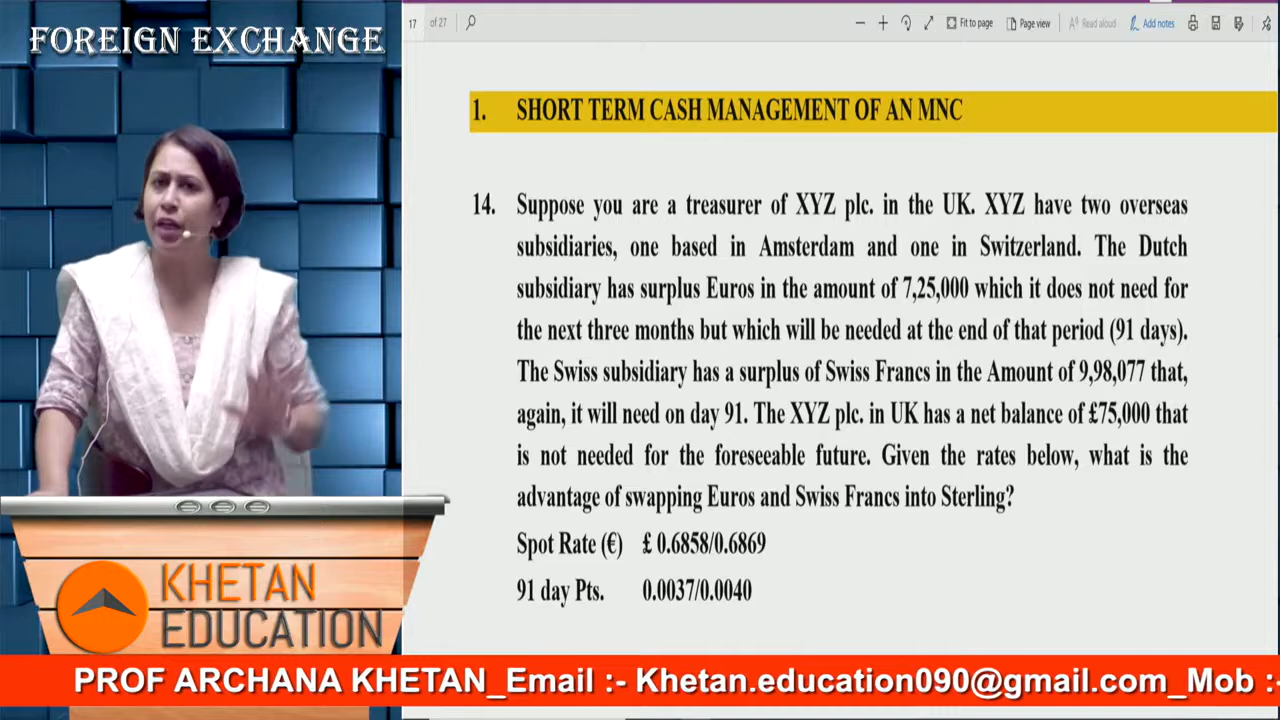 FOREIGN EXCHANGE
17 of 27
Fit to page
Page view
Read aloud
Add notes
1. SHORT TERM CASH MANAGEMENT OF AN MNC
14. Suppose you are a treasurer of XYZ plc. in the UK. XYZ have two overseas
subsidiaries, one based in Amsterdam and one in Switzerland. The Dutch
subsidiary has surplus Euros in the amount of 7,25,000 which it does not need for
the next three months but which will be needed at the end of that period (91 days).
The Swiss subsidiary has a surplus of Swiss Francs in the Amount of 9,98,077 that,
again, it will need on day 91. The XYZ plc. in UK has a net balance of £75,000 that
is not needed for the foreseeable future. Given the rates below, what is the
advantage of swapping Euros and Swiss Francs into Sterling?
Spot Rate (€) £ 0.6858/0.6869
91 day Pts. 0.0037/0.0040
KHETAN
EDUCATION
PROF ARCHANA KHETAN_Email :- Khetan.education090@gmail.com_Mob :-